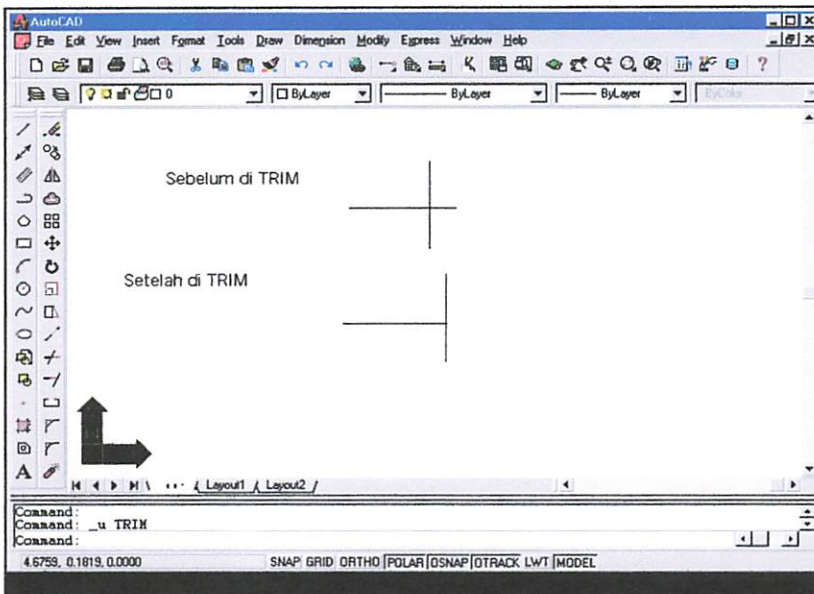 AutoCAD
File Edit View Insert Format Tools Draw Dimension Modify Express Window Help
0 ByLayer ByLayer ByLayer ByColor
Sebelum di TRIM
Setelah di TRIM
A
Layout1 Layout2
Command:
Command: _u TRIM
Command:
4.6759, 0.1819, 0.0000 SNAP GRID ORTHO POLAR OSNAP OTRACK LWT MODEL